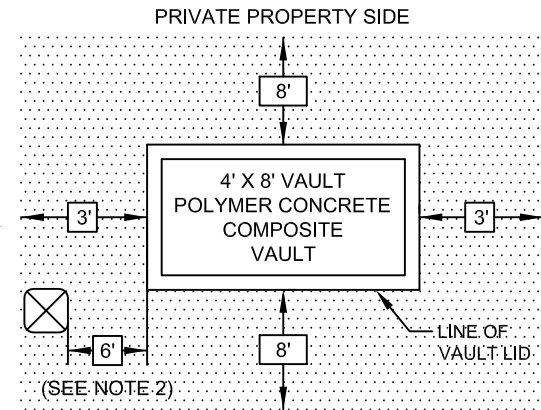 PRIVATE PROPERTY SIDE
8'
4' X 8' VAULT
POLYMER CONCRETE
COMPOSITE
VAULT
3'
3'
6'
8'
LINE OF
VAULT LID
(SEE NOTE 2)